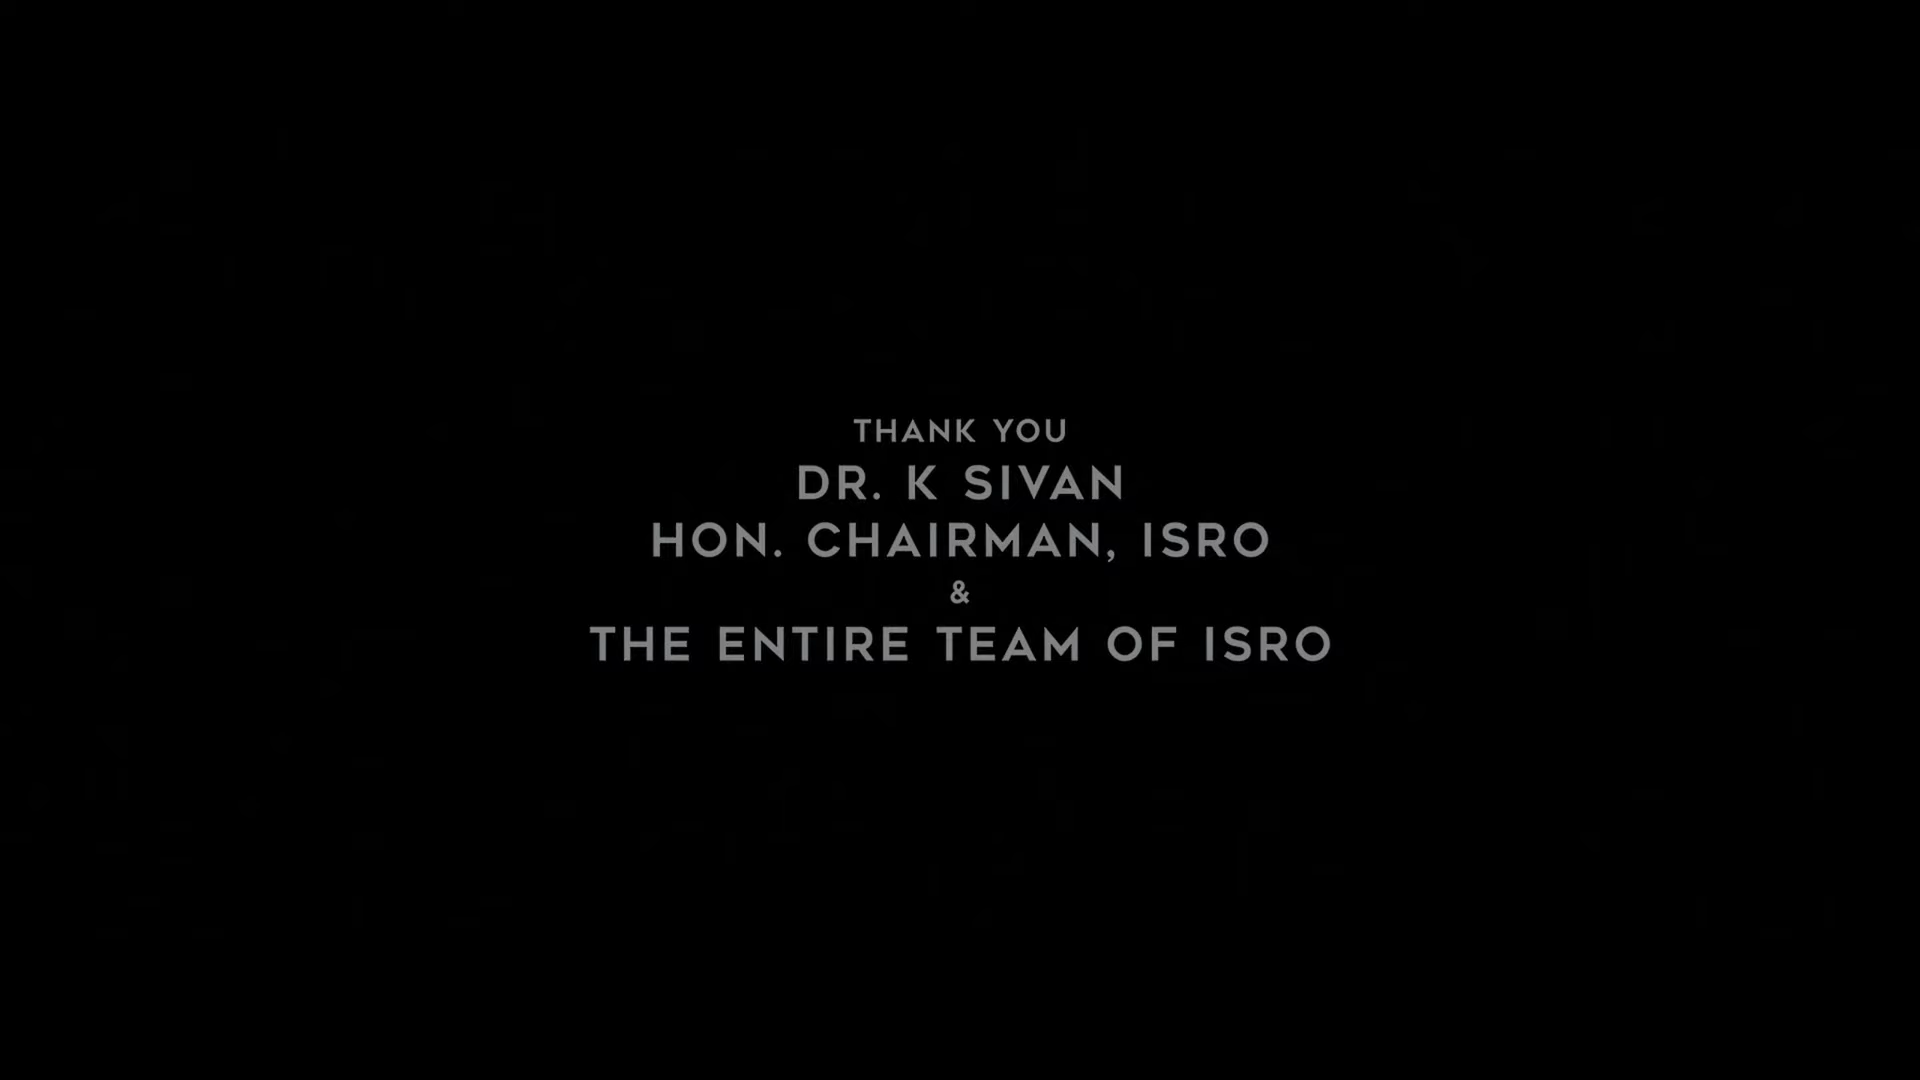 THANK YOU
DR. K SIVAN
HON. CHAIRMAN, ISRO
&
THE ENTIRE TEAM OF ISRO